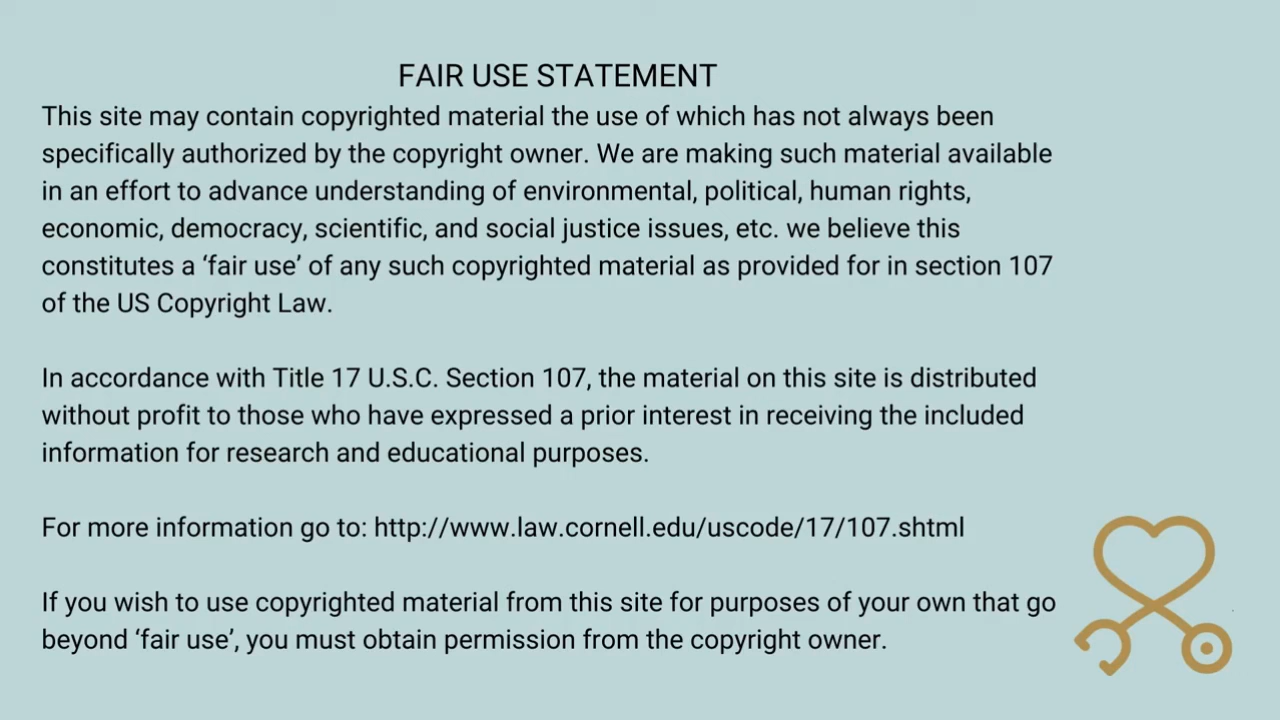 FAIR USE STATEMENT
This site may contain copyrighted material the use of which has not always been
specifically authorized by the copyright owner. We are making such material available
in an effort to advance understanding of environmental, political, human rights,
economic, democracy, scientific, and social justice issues, etc. we believe this
constitutes a ‘fair use’ of any such copyrighted material as provided for in section 107
of the US Copyright Law.
In accordance with Title 17 U.S.C. Section 107, the material on this site is distributed
without profit to those who have expressed a prior interest in receiving the included
information for research and educational purposes.
For more information go to: http://www.law.cornell.edu/uscode/17/107.shtml
If you wish to use copyrighted material from this site for purposes of your own that go
beyond ‘fair use’, you must obtain permission from the copyright owner.